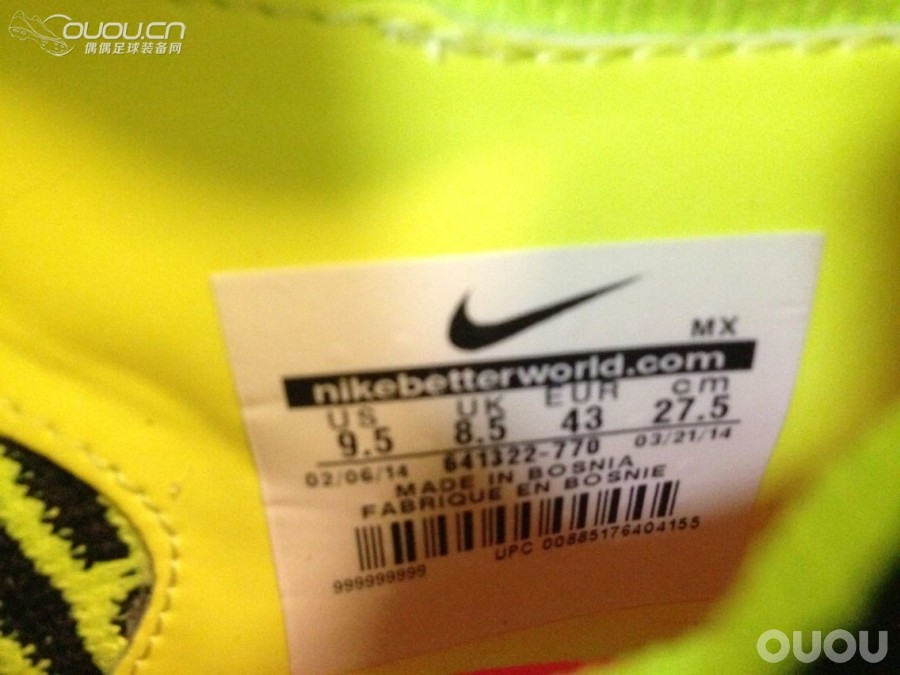 OUOU.CN
偶偶足球装备网
MX
nikebetterworld.com
US UK EUR cm
9.5 8.5 43 27.5
02/06/14 641322-770 03/21/14
MADE IN BOSNIA
FABRIQUE EN BOSNIE
UPC 00885176404155
999999999
OUOU